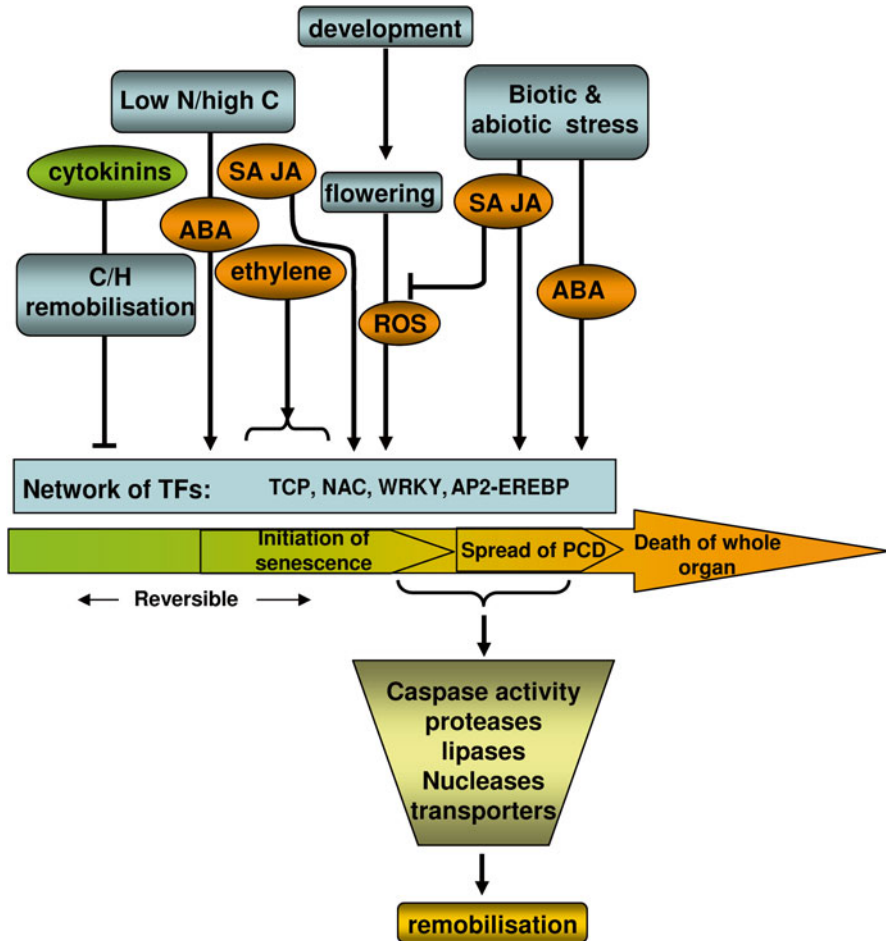 development
Low N/high C
Biotic &
abiotic stress
cytokinins
SA JA
flowering
SA JA
ABA
ethylene
C/H
remobilisation
ABA
ROS
Network of TFs: TCP, NAC, WRKY, AP2-EREBP
Initiation of
senescence
Spread of PCD
Death of whole
organ
Reversible
Caspase activity
proteases
lipases
Nucleases
transporters
remobilisation